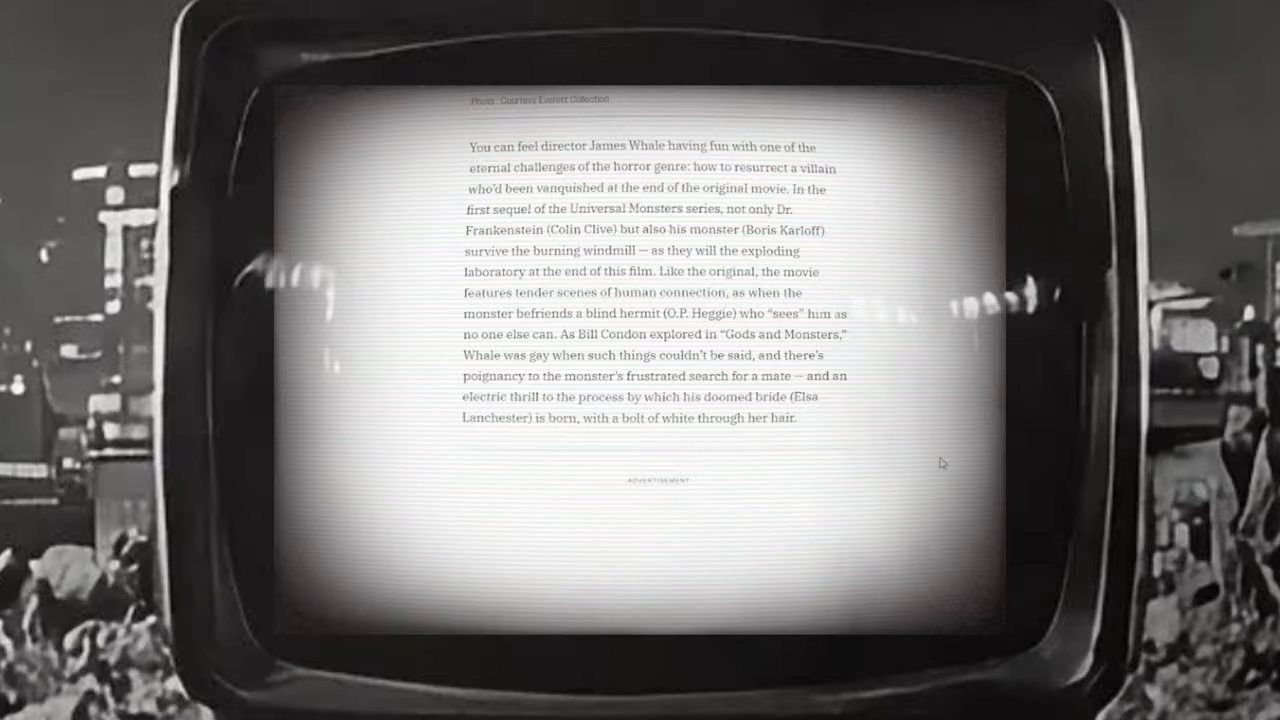 Photo : Courtesy Everett Collection
You can feel director James Whale having fun with one of the
eternal challenges of the horror genre: how to resurrect a villain
who’d been vanquished at the end of the original movie. In the
first sequel of the Universal Monsters series, not only Dr.
Frankenstein (Colin Clive) but also his monster (Boris Karloff)
survive the burning windmill — as they will the exploding
laboratory at the end of this film. Like the original, the movie
features tender scenes of human connection, as when the
monster befriends a blind hermit (O.P. Heggie) who “sees” him as
no one else can. As Bill Condon explored in “Gods and Monsters,”
Whale was gay when such things couldn’t be said, and there’s
poignancy to the monster’s frustrated search for a mate — and an
electric thrill to the process by which his doomed bride (Elsa
Lanchester) is born, with a bolt of white through her hair.
ADVERTISEMENT